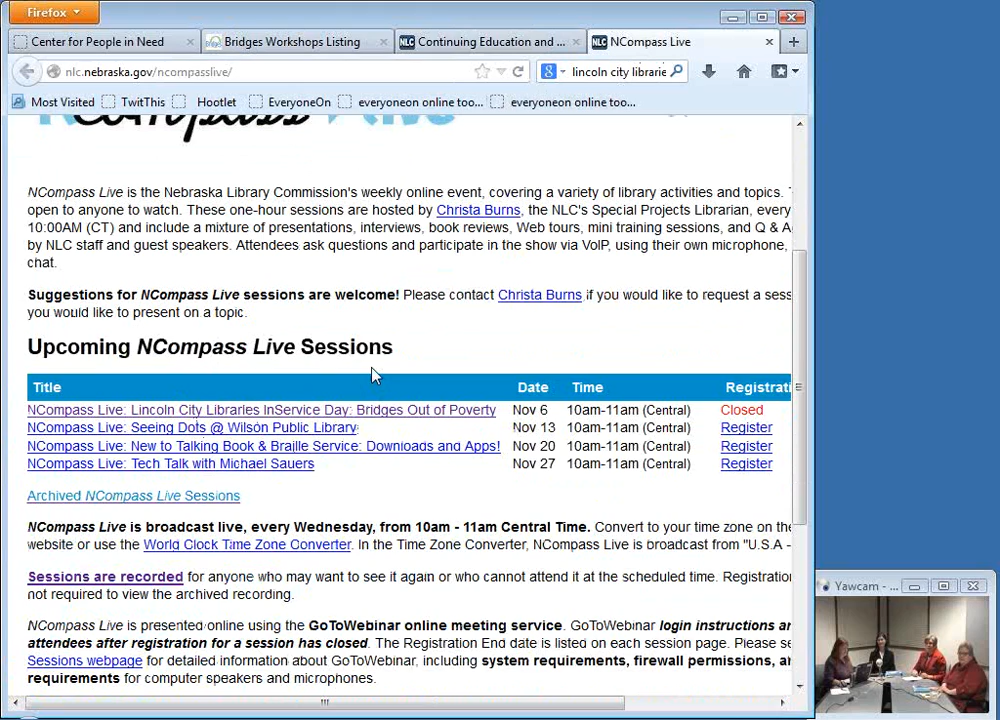 Firefox
Center for People in Need
Bridges Workshops Listing
NLC Continuing Education and ...
NLC NCompass Live
nlc.nebraska.gov/ncompasslive/
lincoln city librarie
Most Visited TwitThis Hootlet EveryoneOn everyoneon online too... everyoneon online too...
NCompass Live
NCompass Live is the Nebraska Library Commission's weekly online event, covering a variety of library activities and topics.
open to anyone to watch. These one-hour sessions are hosted by Christa Burns, the NLC's Special Projects Librarian, every
10:00AM (CT) and include a mixture of presentations, interviews, book reviews, Web tours, mini training sessions, and Q & A
by NLC staff and guest speakers. Attendees ask questions and participate in the show via VoIP, using their own microphone,
chat.
Suggestions for NCompass Live sessions are welcome! Please contact Christa Burns if you would like to request a sess
you would like to present on a topic.
Upcoming NCompass Live Sessions
Title Date Time Registrati
NCompass Live: Lincoln City Libraries InService Day: Bridges Out of Poverty Nov 6 10am-11am (Central) Closed
NCompass Live: Seeing Dots @ Wilson Public Library Nov 13 10am-11am (Central) Register
NCompass Live: New to Talking Book & Braille Service: Downloads and Apps! Nov 20 10am-11am (Central) Register
NCompass Live: Tech Talk with Michael Sauers Nov 27 10am-11am (Central) Register
Archived NCompass Live Sessions
NCompass Live is broadcast live, every Wednesday, from 10am - 11am Central Time. Convert to your time zone on the
website or use the World Clock Time Zone Converter. In the Time Zone Converter, NCompass Live is broadcast from "U.S.A -
Sessions are recorded for anyone who may want to see it again or who cannot attend it at the scheduled time. Registration
not required to view the archived recording.
NCompass Live is presented online using the GoToWebinar online meeting service. GoToWebinar login instructions ar
attendees after registration for a session has closed. The Registration End date is listed on each session page. Please se
Sessions webpage for detailed information about GoToWebinar, including system requirements, firewall permissions, ar
requirements for computer speakers and microphones.
Yawcam - ...